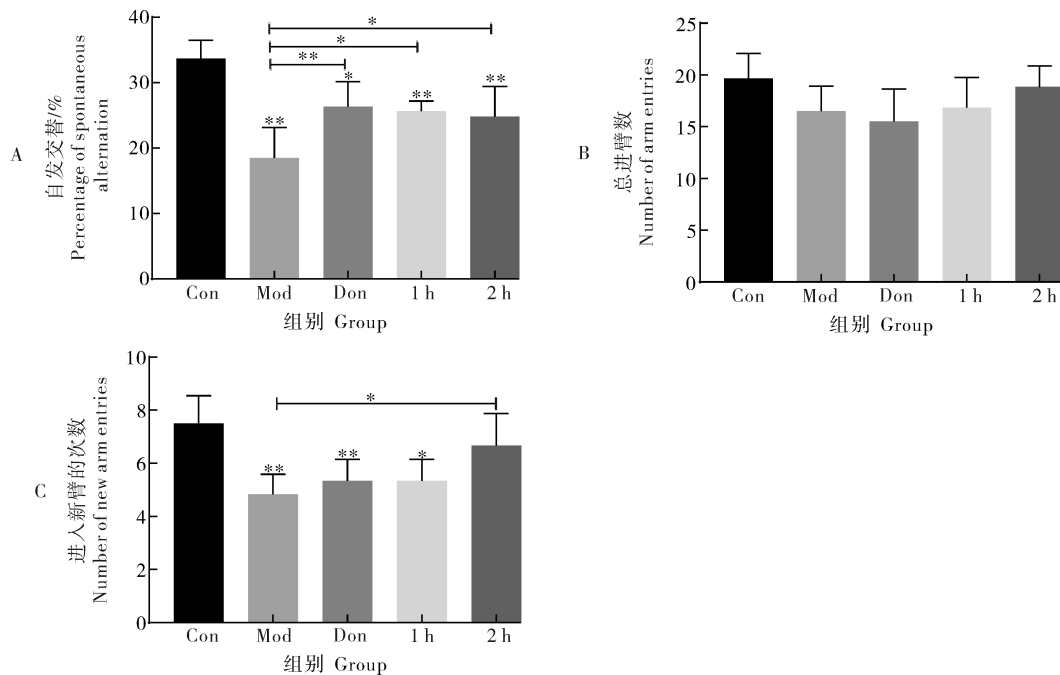 A
自发交替/%
Percentage of spontaneous
alternation
40
30
20
10
0
*
*
**
**
*
**
**
Con Mod Don 1 h 2 h
组别 Group
B
总进臂数
Number of arm entries
25
20
15
10
5
0
Con Mod Don 1 h 2 h
组别 Group
C
进入新臂的次数
Number of new arm entries
10
8
6
4
2
0
*
**
**
*
Con Mod Don 1 h 2 h
组别 Group